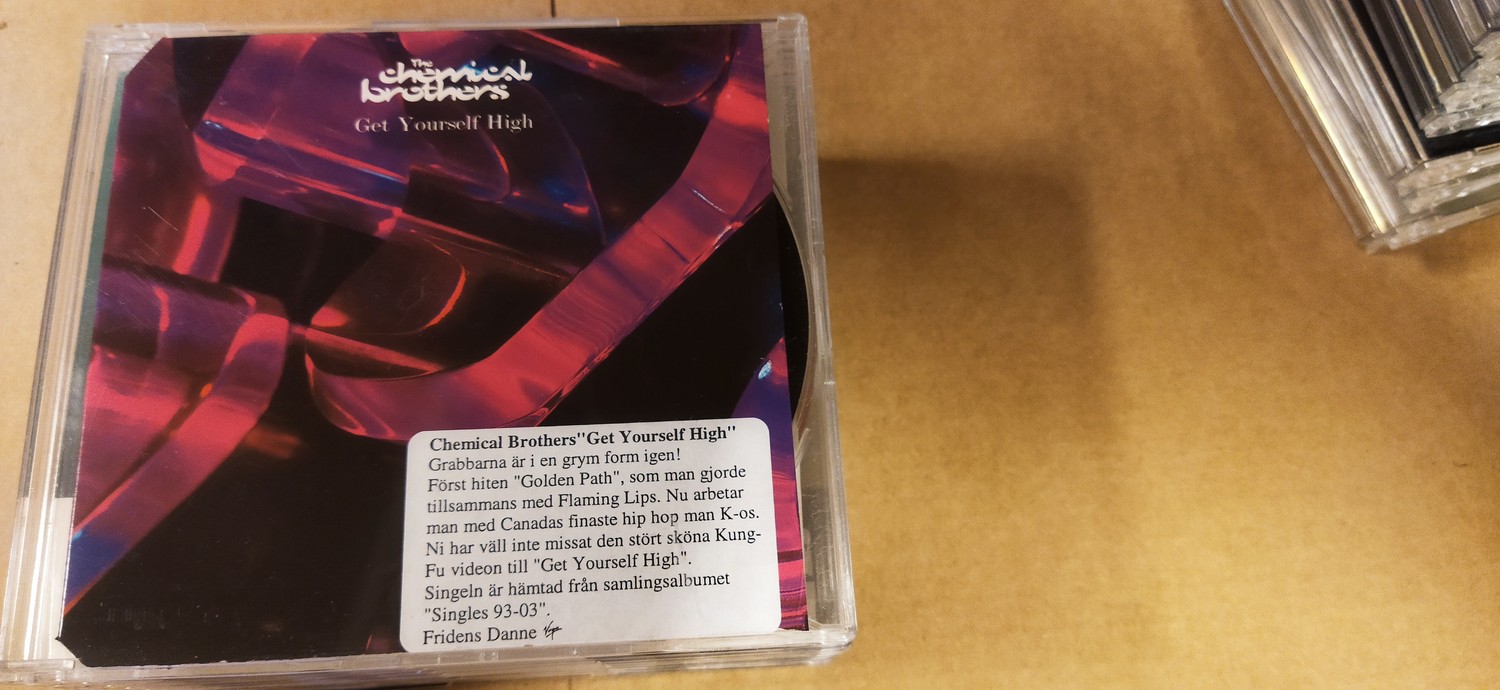 The
chemical
brothers
Get Yourself High
Chemical Brothers"Get Yourself High"
Grabbarna är i en grym form igen!
Först hiten "Golden Path", som man gjorde
tillsammans med Flaming Lips. Nu arbetar
man med Canadas finaste hip hop man K-os.
Ni har väll inte missat den stört sköna Kung-
Fu videon till "Get Yourself High".
Singeln är hämtad från samlingsalbumet
"Singles 93-03".
Fridens Danne